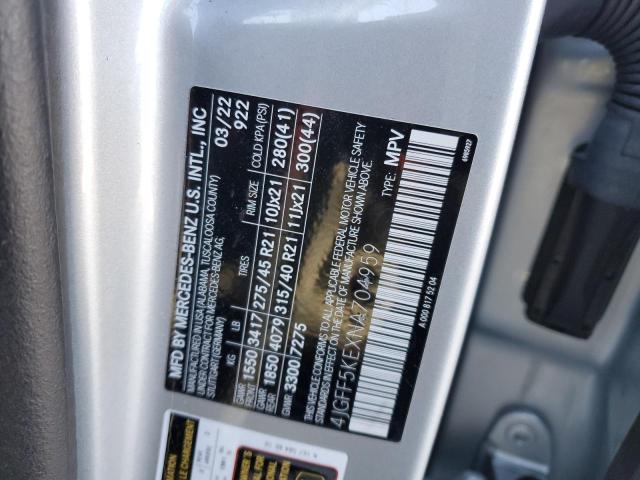 MFD BY MERCEDES-BENZ U.S. INTL., INC
MANUFACTURED IN USA (ALABAMA, TUSCALOOSA COUNTY)
UNDER CONTRACT OF MERCEDES-BENZ AG,
STUTTGART (GERMANY) 03/22
922
KG LB TIRES RIM SIZE COLD KPA (PSI)
GAWR FRONT 1550 3417 275/45 R21 10Jx21 280(41)
GAWR REAR 1850 4079 315/40 R21 11Jx21 300(44)
GVWR 3300 7275
THIS VEHICLE CONFORMS TO ALL APPLICABLE FEDERAL MOTOR VEHICLE SAFETY
STANDARDS IN EFFECT ON THE DATE OF MANUFACTURE SHOWN ABOVE.
4JGFF5KEXNA704959 TYPE: MPV
A 000 817 52 04